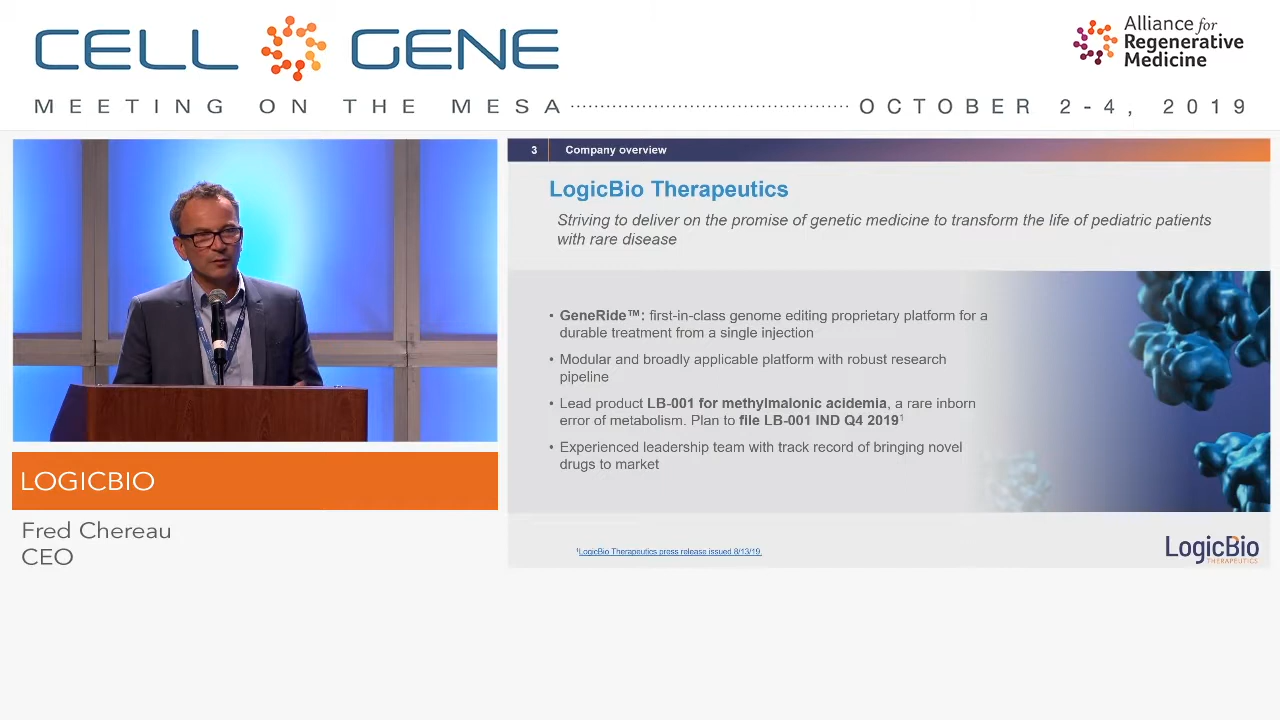 CELL GENE
Alliance for
Regenerative
Medicine
MEETING ON THE MESA OCTOBER 2-4, 2019
3 Company overview
LogicBio Therapeutics
Striving to deliver on the promise of genetic medicine to transform the life of pediatric patients
with rare disease
• GeneRide™: first-in-class genome editing proprietary platform for a
durable treatment from a single injection
• Modular and broadly applicable platform with robust research
pipeline
• Lead product LB-001 for methylmalonic acidemia, a rare inborn
error of metabolism. Plan to file LB-001 IND Q4 2019¹
• Experienced leadership team with track record of bringing novel
drugs to market
¹LogicBio Therapeutics press release issued 8/13/19.
LogicBio
THERAPEUTICS
LOGICBIO
Fred Chereau
CEO